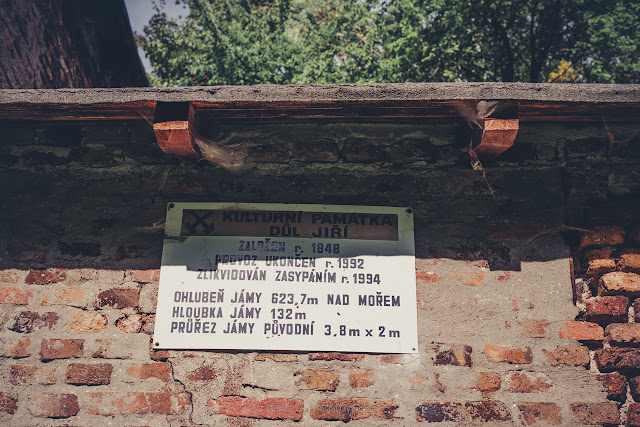 KULTURNÍ PAMÁTKA
DŮL JIŘÍ
ZALOŽEN r. 1848
PROVOZ UKONČEN r. 1992
ZLIKVIDOVÁN ZASYPÁNÍM r. 1994
OHLUBEŇ JÁMY 623,7m NAD MOŘEM
HLOUBKA JÁMY 132m
PRŮŘEZ JÁMY PŮVODNÍ 3,8m x 2m